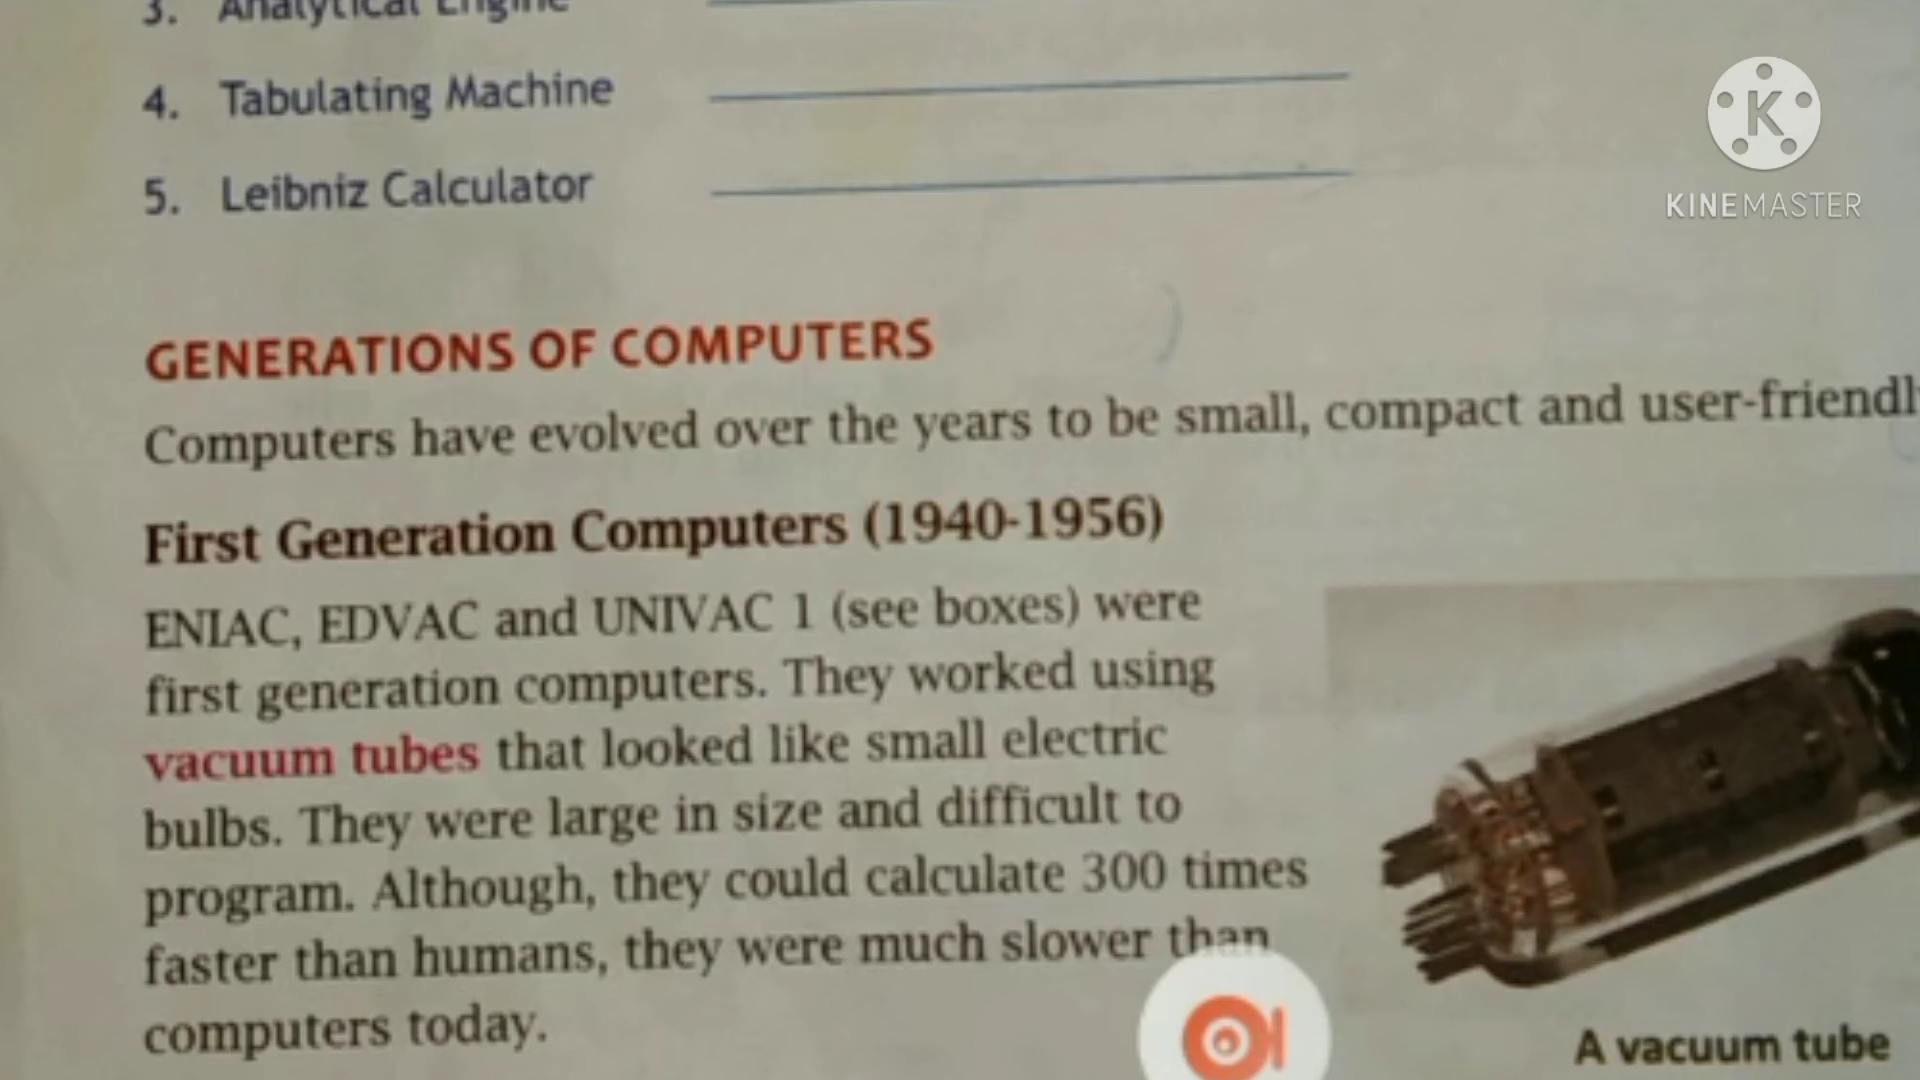 3. Analytical Engine
4. Tabulating Machine
5. Leibniz Calculator
KINEMASTER
GENERATIONS OF COMPUTERS
Computers have evolved over the years to be small, compact and user-friendly
First Generation Computers (1940-1956)
ENIAC, EDVAC and UNIVAC 1 (see boxes) were
first generation computers. They worked using
vacuum tubes that looked like small electric
bulbs. They were large in size and difficult to
program. Although, they could calculate 300 times
faster than humans, they were much slower than
computers today.
A vacuum tube